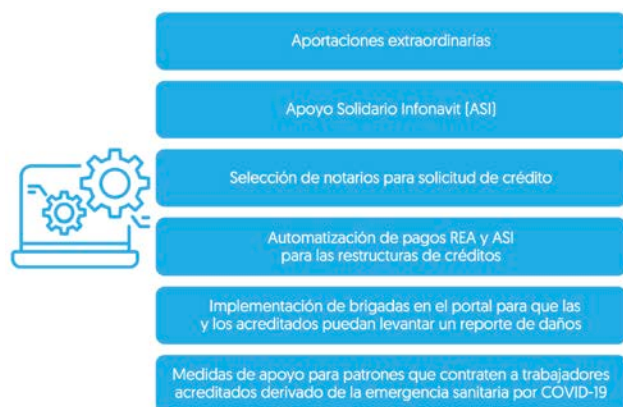 Aportaciones extraordinarias
Apoyo Solidario Infonavit (ASI)
Selección de notarios para solicitud de crédito
Automatización de pagos REA y ASI
para las restructuras de créditos
Implementación de brigadas en el portal para que las
y los acreditados puedan levantar un reporte de daños
Medidas de apoyo para patrones que contraten a trabajadores
acreditados derivado de la emergencia sanitaria por COVID-19